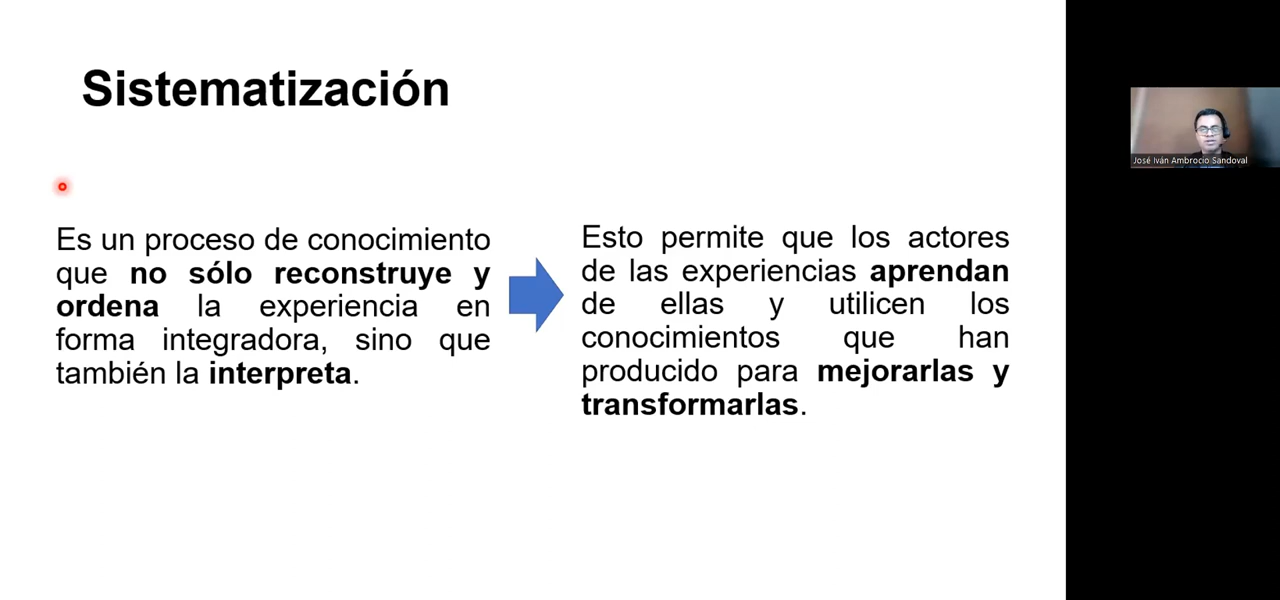 Sistematización
Es un proceso de conocimiento
que no sólo reconstruye y
ordena la experiencia en
forma integradora, sino que
también la interpreta.
Esto permite que los actores
de las experiencias aprendan
de ellas y utilicen los
conocimientos que han
producido para mejorarlas y
transformarlas.
José Iván Ambrocio Sandoval